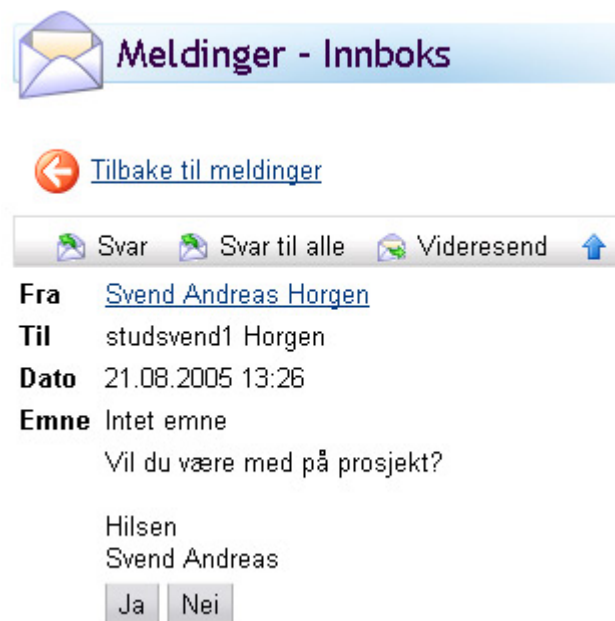 Meldinger - Innboks
Tilbake til meldinger
Svar Svar til alle Videresend
Fra Svend Andreas Horgen
Til studsvend1 Horgen
Dato 21.08.2005 13:26
Emne Intet emne
Vil du være med på prosjekt?
Hilsen
Svend Andreas
Ja Nei